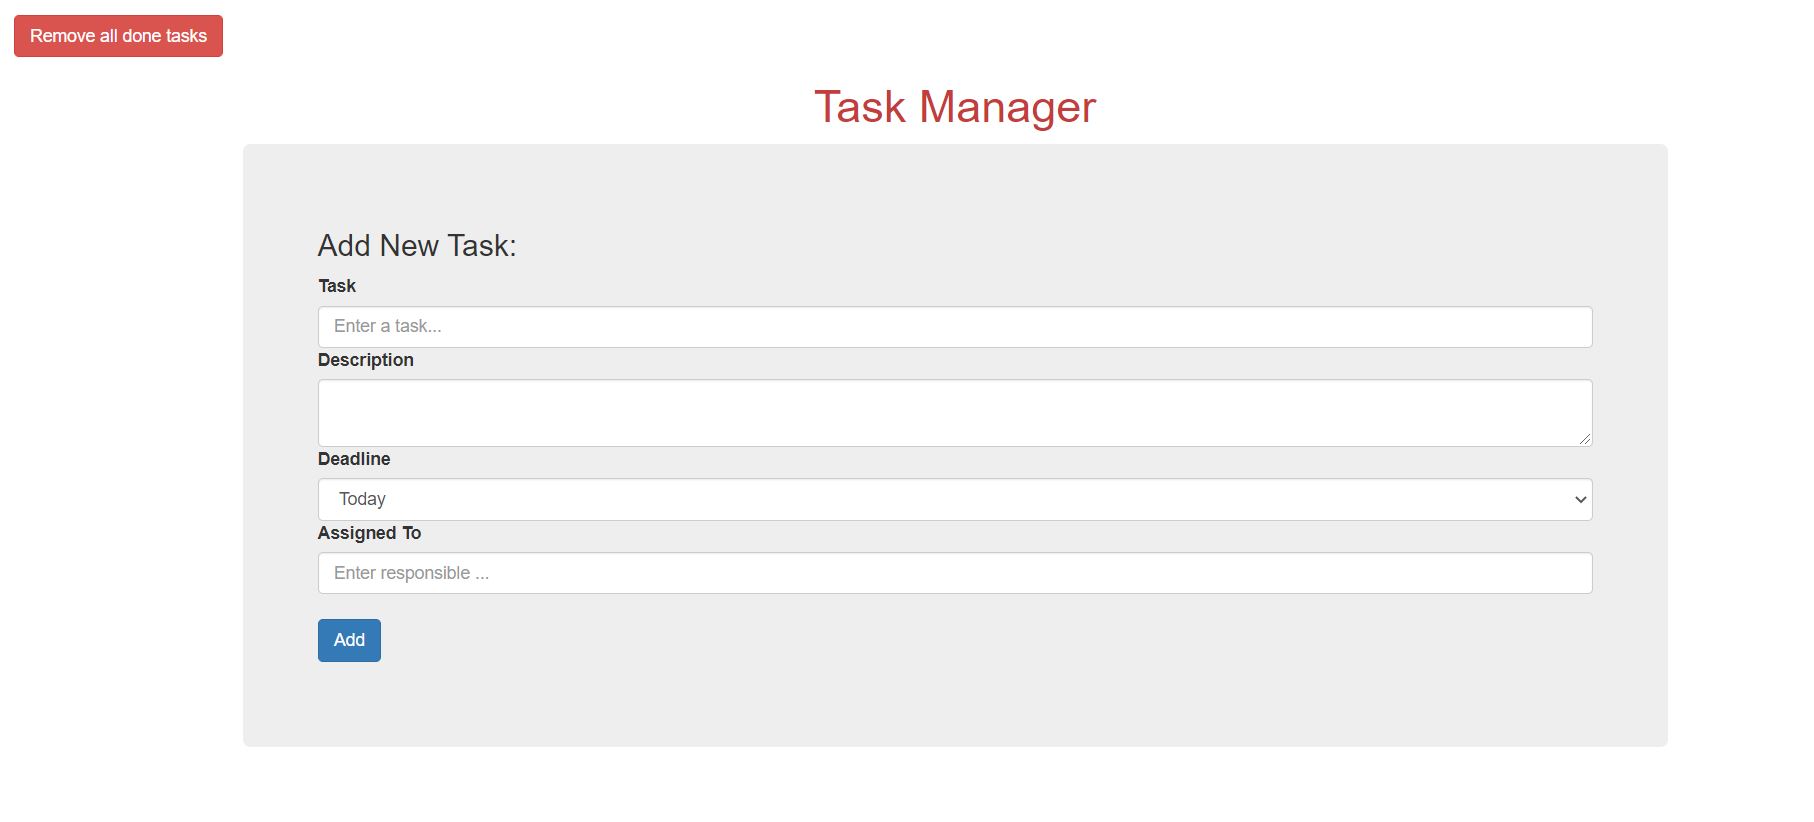 Remove all done tasks
Task Manager
Add New Task:
Task
Enter a task...
Description
Deadline
Today
Assigned To
Enter responsible ...
Add